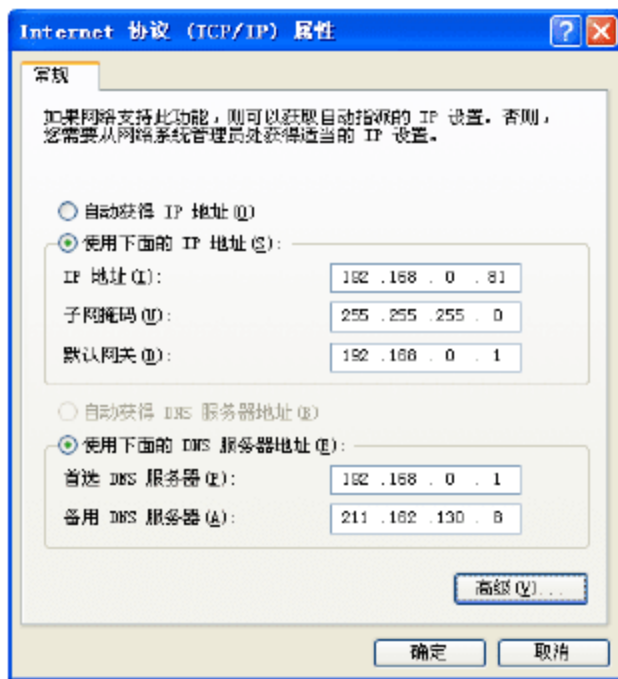 Internet 协议 (TCP/IP) 属性
常规
如果网络支持此功能，则可以获取自动指派的 IP 设置。否则，
您需要从网络系统管理员处获得适当的 IP 设置。
自动获得 IP 地址(O)
使用下面的 IP 地址(S):
IP 地址(I): 192 .168 . 0 . 81
子网掩码(U): 255 .255 .255 . 0
默认网关(D): 192 .168 . 0 . 1
自动获得 DNS 服务器地址(B)
使用下面的 DNS 服务器地址(E):
首选 DNS 服务器(P): 192 .168 . 0 . 1
备用 DNS 服务器(A): 211 .162 .130 . 8
高级(V)...
确定
取消